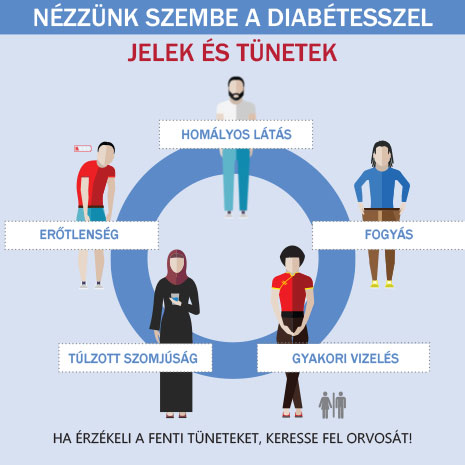 NÉZZÜNK SZEMBE A DIABÉTESSZEL
JELEK ÉS TÜNETEK
HOMÁLYOS LÁTÁS
ERŐTLENSÉG
FOGYÁS
TÚLZOTT SZOMJÚSÁG
GYAKORI VIZELÉS
HA ÉRZÉKELI A FENTI TÜNETEKET, KERESSE FEL ORVOSÁT!